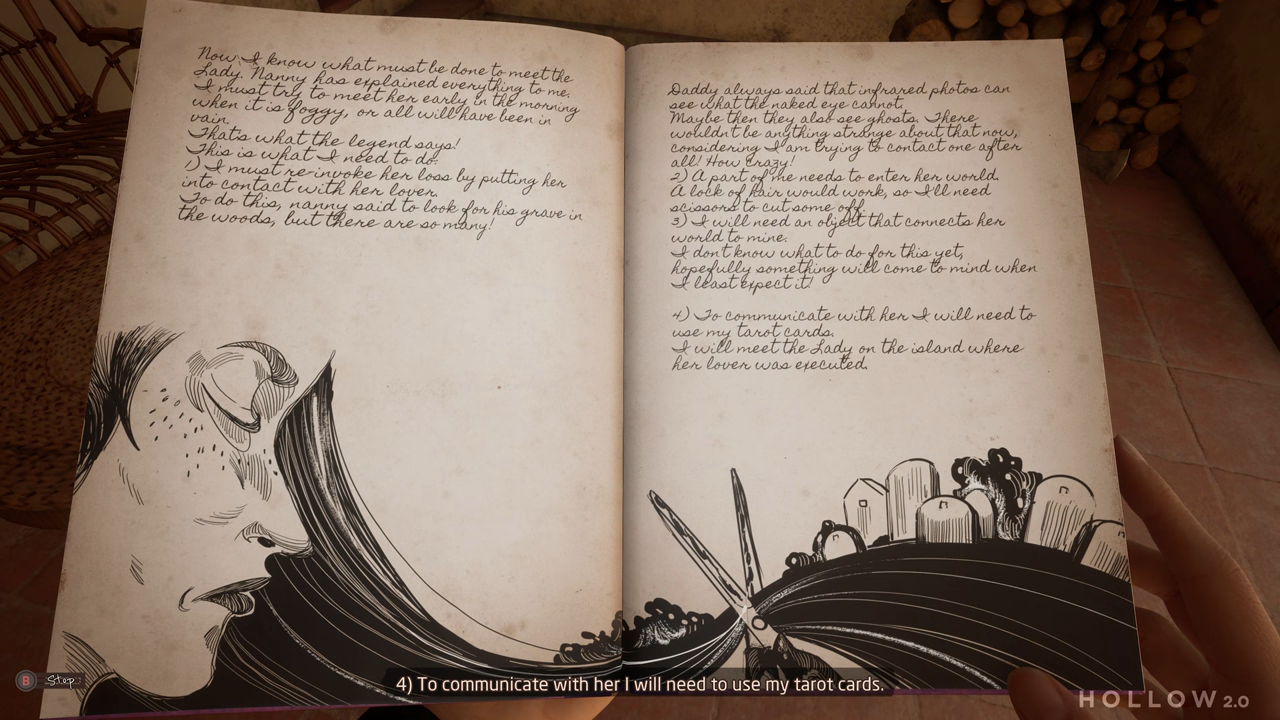 Now I know what must be done to meet the
Lady. Nanny has explained everything to me.
I must try to meet her early in the morning
when it is foggy, or all will have been in
vain.
That's what the legend says!
This is what I need to do:
1) I must re-invoke her loss by putting her
into contact with her lover.
To do this, nanny said to look for his grave in
the woods, but there are so many!
Daddy always said that infrared photos can
see what the naked eye cannot.
Maybe then they also see ghosts. There
wouldn't be anything strange about that now,
considering I am trying to contact one after
all! How crazy!
2) A part of me needs to enter her world.
A lock of hair would work, so I'll need
scissors to cut some off.
3) I will need an object that connects her
world to mine.
I don't know what to do for this yet,
hopefully something will come to mind when
I least expect it!
4) To communicate with her I will need to
use my tarot cards.
I will meet the Lady on the island where
her lover was executed.
B Stop
4) To communicate with her I will need to use my tarot cards.
HOLLOW 2.0